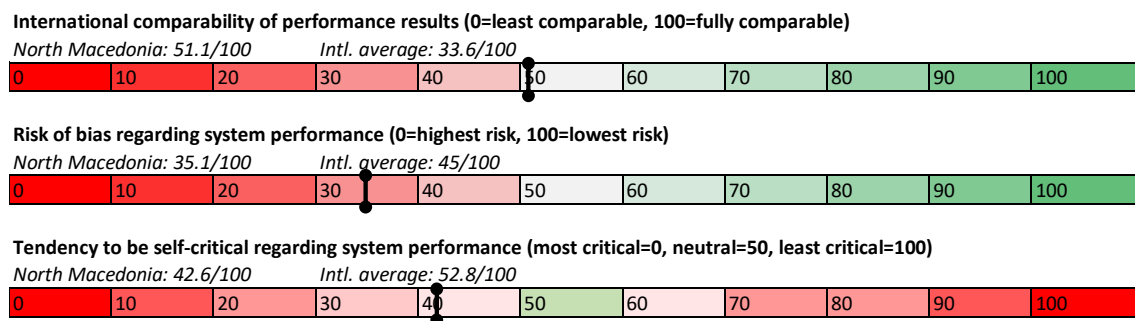 International comparability of performance results (0=least comparable, 100=fully comparable)
North Macedonia: 51.1/100 Intl. average: 33.6/100
0 10 20 30 40 50 60 70 80 90 100
Risk of bias regarding system performance (0=highest risk, 100=lowest risk)
North Macedonia: 35.1/100 Intl. average: 45/100
0 10 20 30 40 50 60 70 80 90 100
Tendency to be self-critical regarding system performance (most critical=0, neutral=50, least critical=100)
North Macedonia: 42.6/100 Intl. average: 52.8/100
0 10 20 30 40 50 60 70 80 90 100